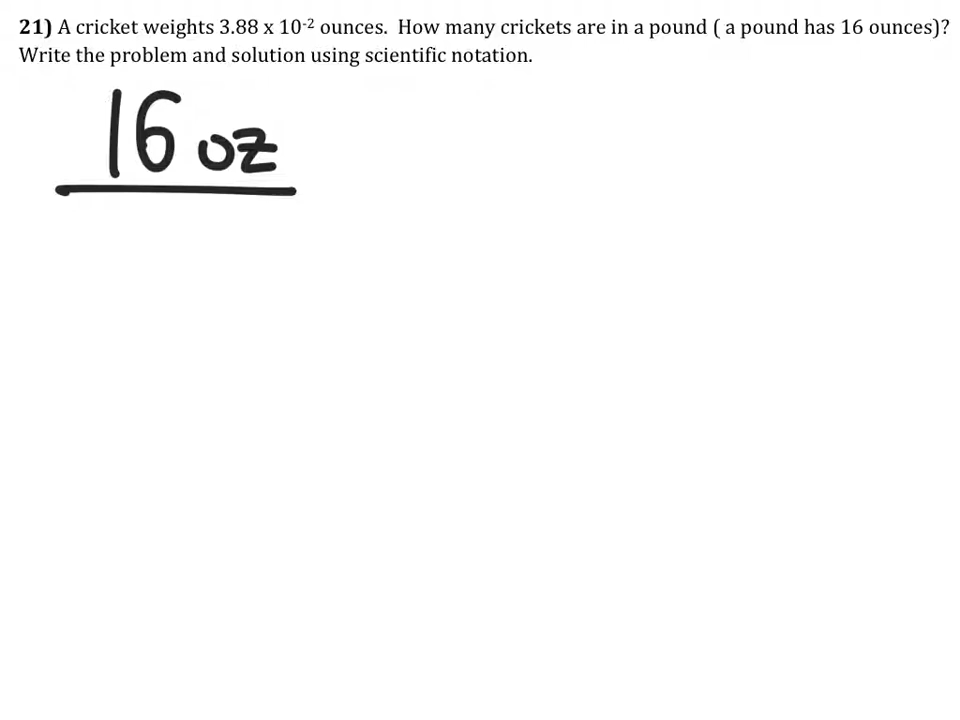 21) A cricket weights 3.88 x 10⁻² ounces. How many crickets are in a pound ( a pound has 16 ounces)?
Write the problem and solution using scientific notation.
16 oz